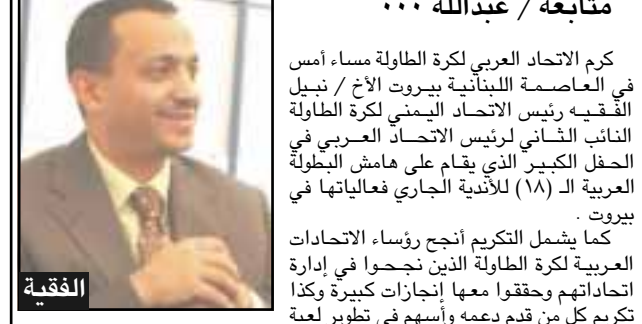 متابعة / عبدالله ٠٠٠
كرم الاتحاد العربي لكرة الطاولة مساء أمس
في العاصمة اللبنانية بيروت الأخ / نبيل
الفقيه رئيس الاتحاد اليمني لكرة الطاولة
النائب الثاني لرئيس الاتحاد العربي في
الحفل الكبير الذي يقام على هامش البطولة
العربية الـ (١٨) للأندية الجاري فعالياتها في
بيروت .
كما يشمل التكريم أنجح رؤساء الاتحادات
العربية لكرة الطاولة الذين نجحوا في إدارة
اتحاداتهم وحققوا معها إنجازات كبيرة وكذا
تكريم كل من قدم دعمه وأسهم في تطوير لعبة
الفقية